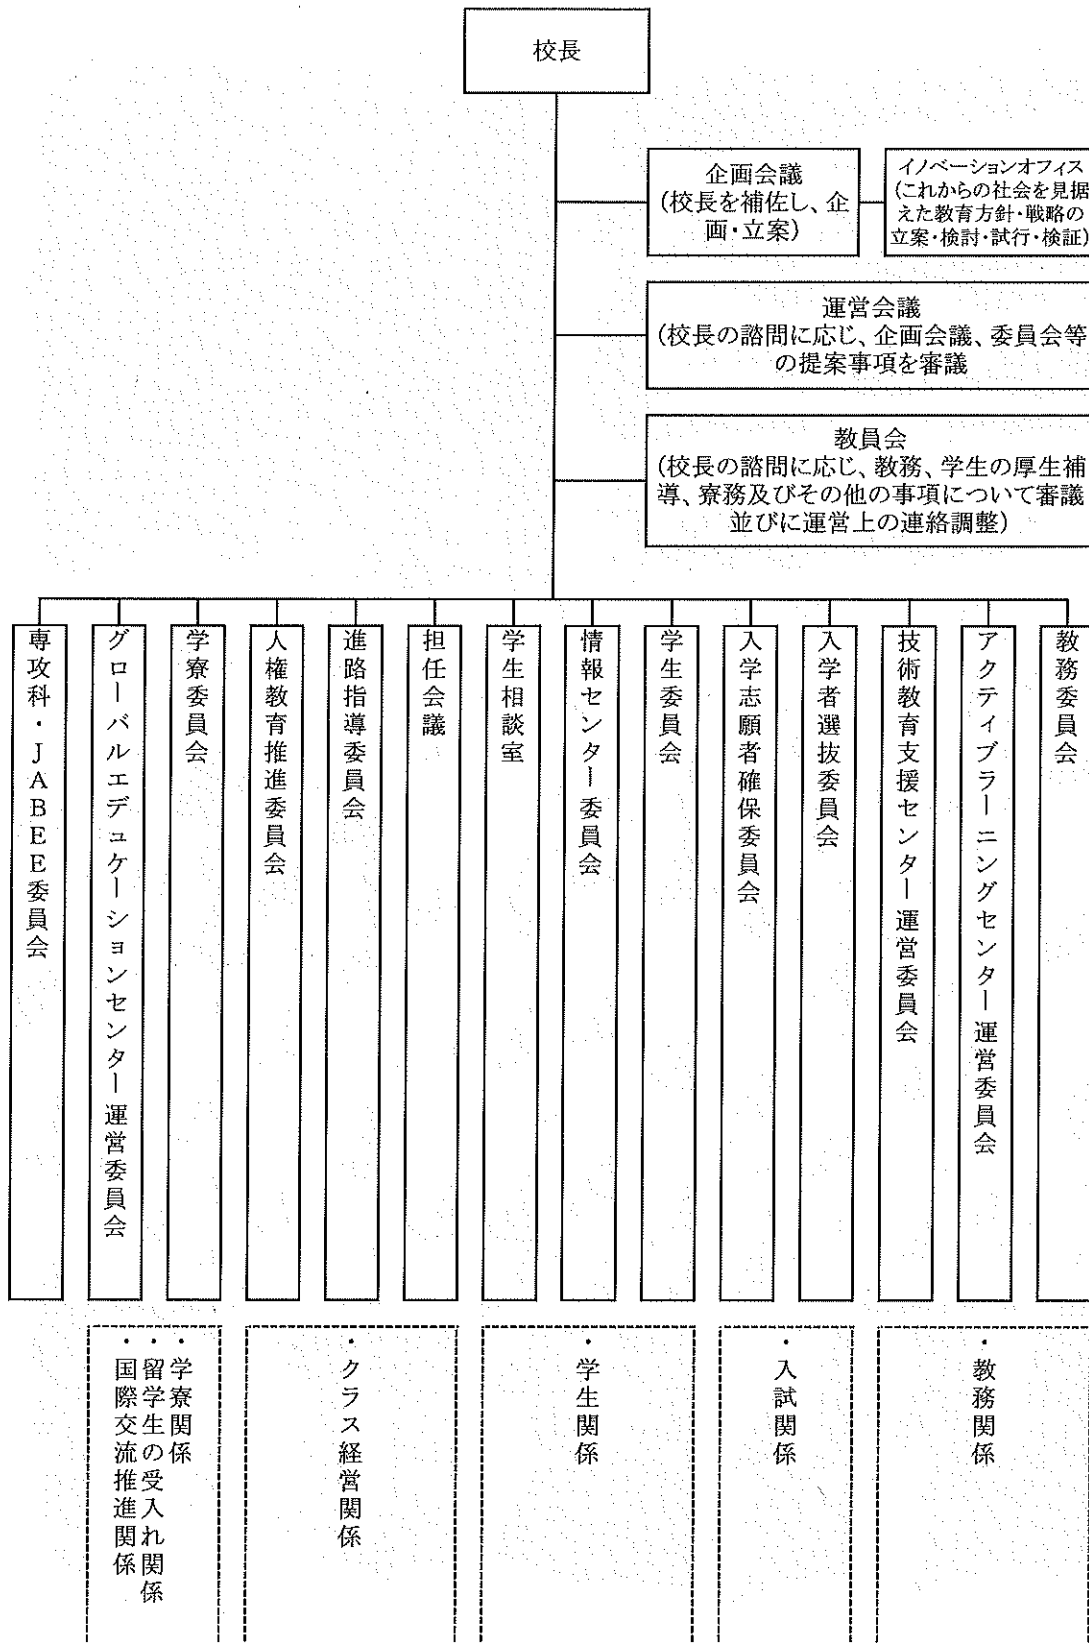 校長
企画会議
(校長を補佐し、企
画・立案)
イノベーションオフィス
(これからの社会を見据
えた教育方針・戦略の
立案・検討・試行・検証)
運営会議
(校長の諮問に応じ、企画会議、委員会等
の提案事項を審議
教員会
(校長の諮問に応じ、教務、学生の厚生補
導、寮務及びその他の事項について審議
並びに運営上の連絡調整)
教務委員会
アクティブラーニングセンター運営委員会
技術教育支援センター運営委員会
入学者選抜委員会
入学志願者確保委員会
学生委員会
情報センター委員会
学生相談室
担任会議
進路指導委員会
人権教育推進委員会
学寮委員会
グローバルエデュケーションセンター運営委員会
専攻科・JABEE委員会
・教務関係
・入試関係
・学生関係
・クラス経営関係
・学寮関係
・留学生の受入れ関係
・国際交流推進関係